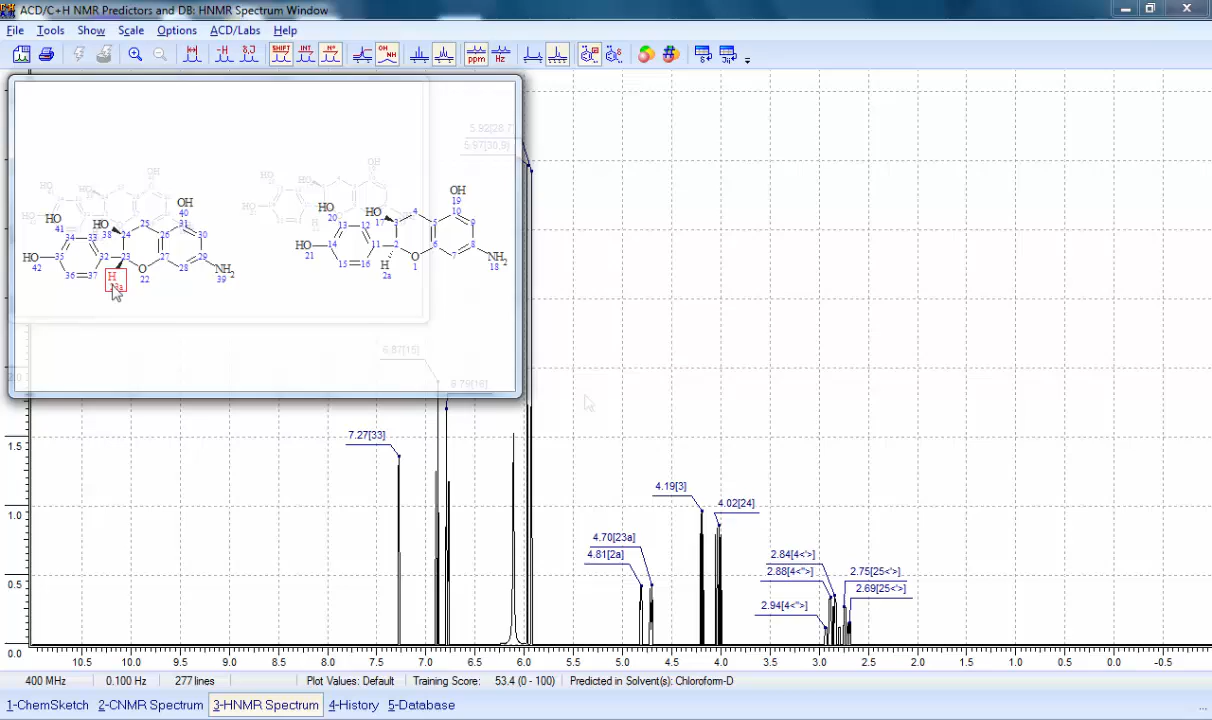 ACD/C+H NMR Predictors and DB: HNMR Spectrum Window
File Tools Show Scale Options ACD/Labs Help
-H δ,J SHIFT INT Nº OH NH ppm Hz
5.92[28,7]
5.97[30,9]
OH
19
OH
40
HO
20
HO
17
4
10
9
HO
41
HO
38
25
31
30
HO
21
14
13
12
3
5
8
34
33
24
26
29
11
2
6
7
NH2
18
HO
42
35
32
23
27
28
NH2
39
15
16
H
2a
O
1
36
37
H
23a
O
22
6.87[15]
6.79[16]
7.27[33]
4.19[3]
4.02[24]
4.70[23a]
4.81[2a]
2.84[4<'>]
2.88[4<">]
2.94[4<">]
2.75[25<'>]
2.69[25<'>]
2.0
1.5
1.0
0.5
0.0
10.5 10.0 9.5 9.0 8.5 8.0 7.5 7.0 6.5 6.0 5.5 5.0 4.5 4.0 3.5 3.0 2.5 2.0 1.5 1.0 0.5 0.0 -0.5
400 MHz 0.100 Hz 277 lines Plot Values: Default Training Score: 53.4 (0 - 100) Predicted in Solvent(s): Chloroform-D
1-ChemSketch 2-CNMR Spectrum 3-HNMR Spectrum 4-History 5-Database